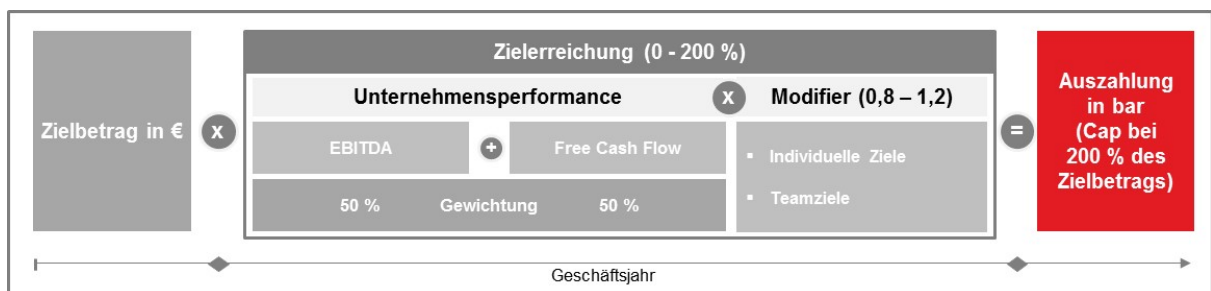 Zielbetrag in €
x
Zielerreichung (0 - 200 %)
Unternehmensperformance
x
Modifier (0,8 – 1,2)
EBITDA
+
Free Cash Flow
50 % Gewichtung 50 %
▪ Individuelle Ziele
▪ Teamziele
=
Auszahlung
in bar
(Cap bei
200 % des
Zielbetrags)
Geschäftsjahr